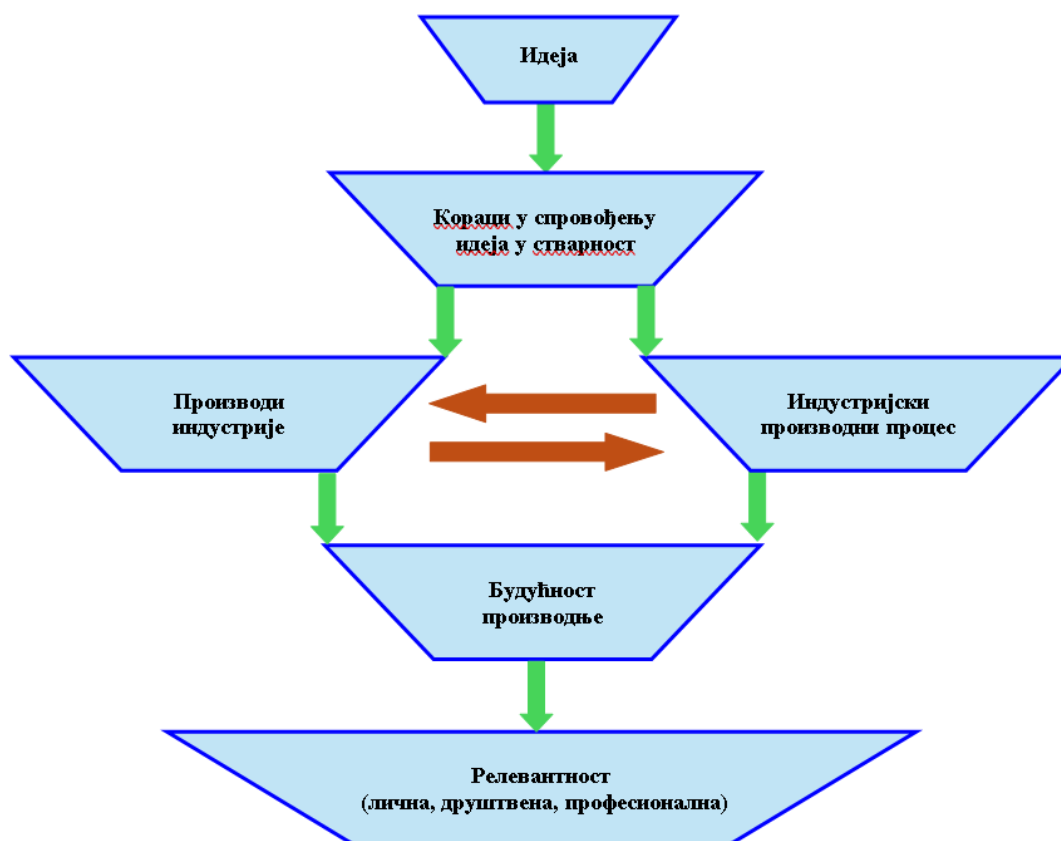 Идеја
Кораци у спровођењу
идеја у стварност
Производи
индустрије
Индустријски
производни процес
Будућност
производње
Релевантност
(лична, друштвена, професионална)